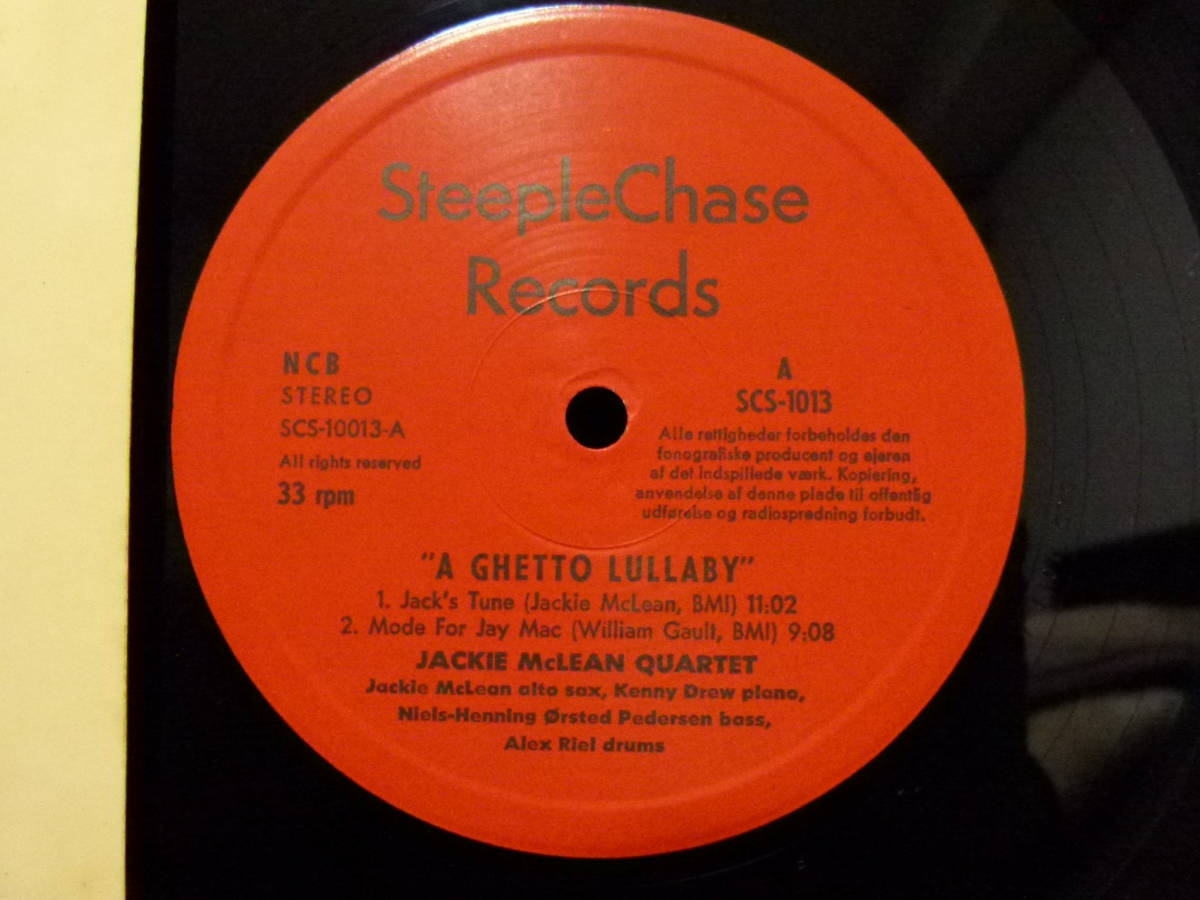 SteepleChase
Records
NCB
STEREO
SCS-10013-A
All rights reserved
33 rpm
A
SCS-1013
Alle rettigheder forbeholdes den
fonografiske producent og ejeren
af det indspillede værk. Kopiering,
anvendelse af denne plade til offentlig
udførelse og radiospredning forbudt.
"A GHETTO LULLABY"
1. Jack's Tune (Jackie McLean, BMI) 11:02
2. Mode For Jay Mac (William Gault, BMI) 9:08
JACKIE McLEAN QUARTET
Jackie McLean alto sax, Kenny Drew piano,
Niels-Henning Ørsted Pedersen bass,
Alex Riel drums